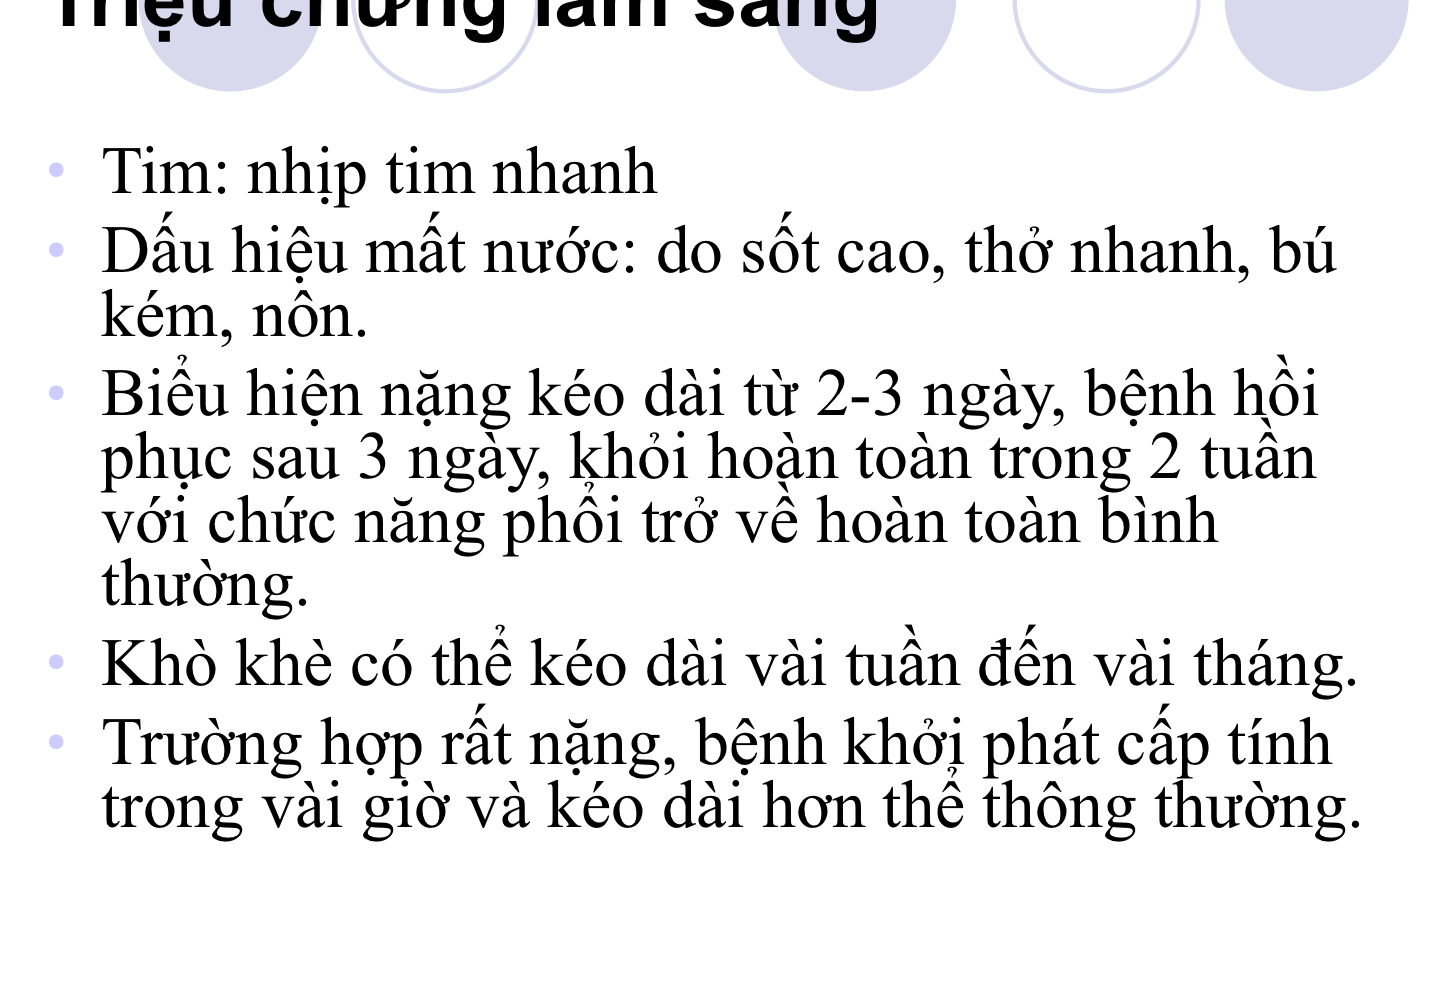 Triệu chứng lâm sàng
• Tim: nhịp tim nhanh
• Dấu hiệu mất nước: do sốt cao, thở nhanh, bú
kém, nôn.
• Biểu hiện nặng kéo dài từ 2-3 ngày, bệnh hồi
phục sau 3 ngày, khỏi hoàn toàn trong 2 tuần
với chức năng phổi trở về hoàn toàn bình
thường.
• Khò khè có thể kéo dài vài tuần đến vài tháng.
• Trường hợp rất nặng, bệnh khởi phát cấp tính
trong vài giờ và kéo dài hơn thể thông thường.